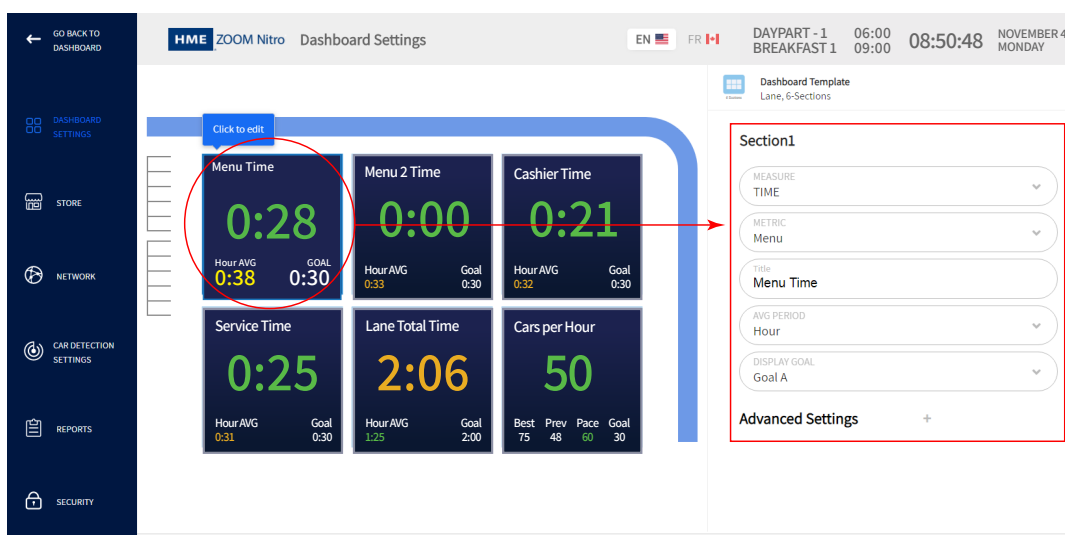 GO BACK TO
DASHBOARD
HME ZOOM Nitro Dashboard Settings
EN FR
DAYPART - 1 06:00
BREAKFAST 1 09:00
08:50:48
NOVEMBER 4
MONDAY
DASHBOARD
SETTINGS
STORE
NETWORK
CAR DETECTION
SETTINGS
REPORTS
SECURITY
Click to edit
Menu Time
0:28
Hour AVG GOAL
0:38 0:30
Menu 2 Time
0:00
Hour AVG Goal
0:33 0:30
Cashier Time
0:21
Hour AVG Goal
0:32 0:30
Service Time
0:25
Hour AVG Goal
0:31 0:30
Lane Total Time
2:06
Hour AVG Goal
1:25 2:00
Cars per Hour
50
Best Prev Pace Goal
75 48 60 30
Dashboard Template
Lane, 6-Sections
Section1
MEASURE
TIME
METRIC
Menu
Title
Menu Time
AVG PERIOD
Hour
DISPLAY GOAL
Goal A
Advanced Settings +